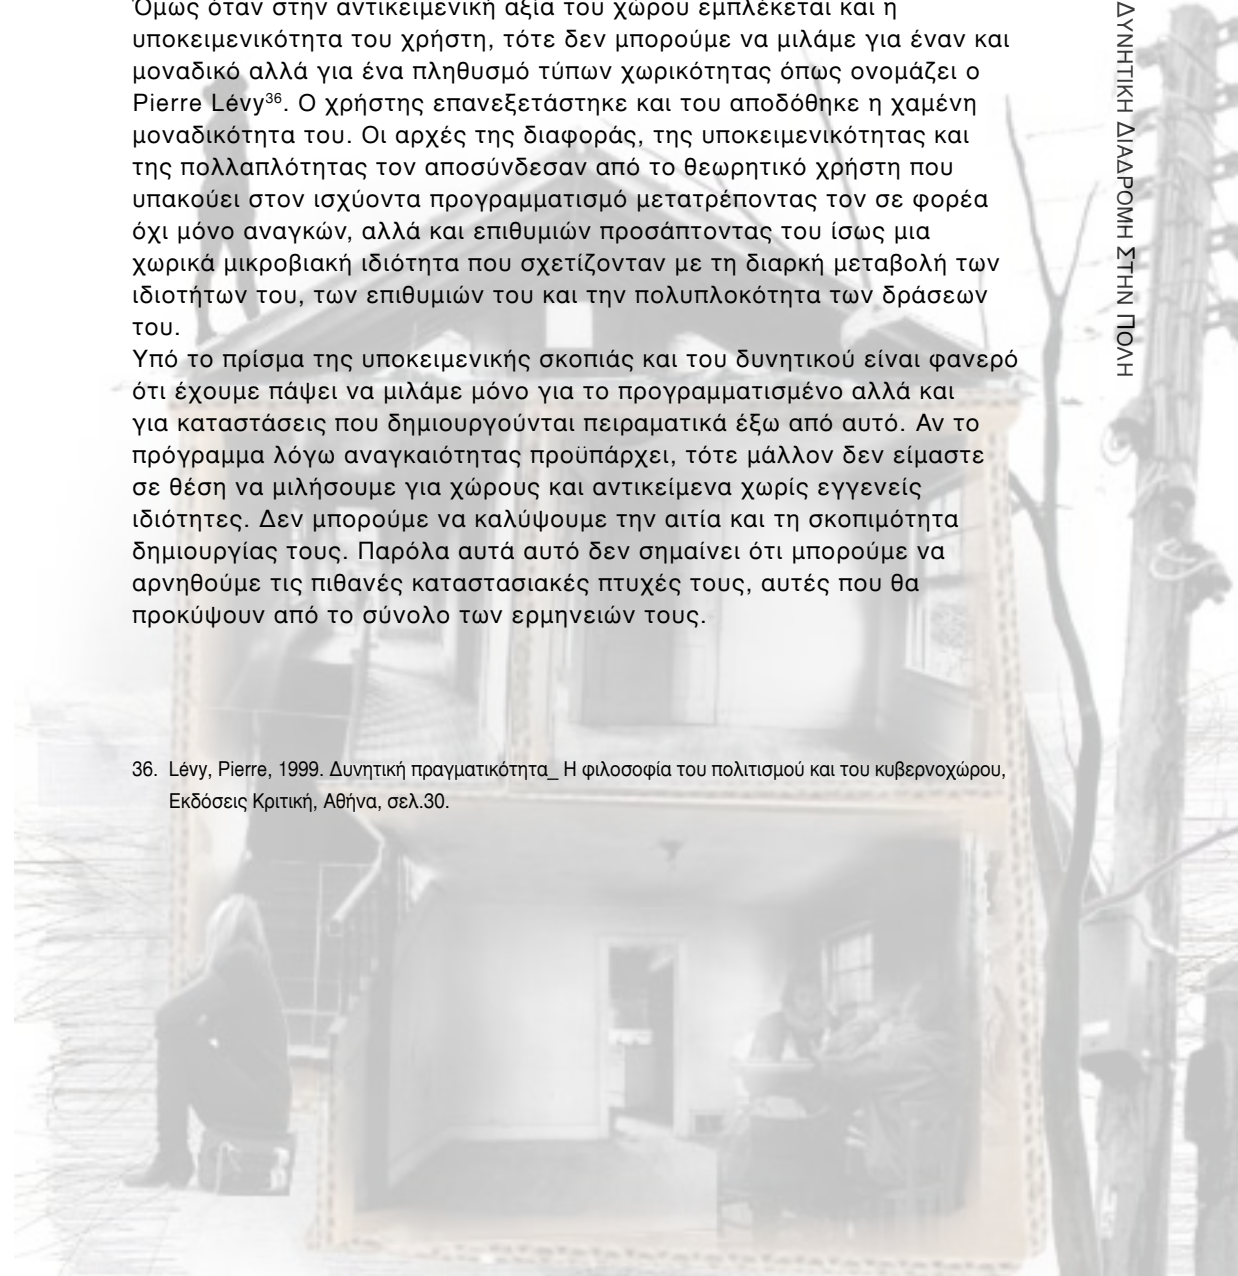 Όμως όταν στην αντικειμενική αξία του χώρου εμπλέκεται και η
υποκειμενικότητα του χρήστη, τότε δεν μπορούμε να μιλάμε για έναν και
μοναδικό αλλά για ένα πληθυσμό τύπων χωρικότητας όπως ονομάζει ο
Pierre Lévy36. Ο χρήστης επανεξετάστηκε και του αποδόθηκε η χαμένη
μοναδικότητα του. Οι αρχές της διαφοράς, της υποκειμενικότητας και
της πολλαπλότητας τον αποσύνδεσαν από το θεωρητικό χρήστη που
υπακούει στον ισχύοντα προγραμματισμό μετατρέποντας τον σε φορέα
όχι μόνο αναγκών, αλλά και επιθυμιών προσάπτοντας του ίσως μια
χωρικά μικροβιακή ιδιότητα που σχετίζονταν με τη διαρκή μεταβολή των
ιδιοτήτων του, των επιθυμιών του και την πολυπλοκότητα των δράσεων
του.
Υπό το πρίσμα της υποκειμενικής σκοπιάς και του δυνητικού είναι φανερό
ότι έχουμε πάψει να μιλάμε μόνο για το προγραμματισμένο αλλά και
για καταστάσεις που δημιουργούνται πειραματικά έξω από αυτό. Αν το
πρόγραμμα λόγω αναγκαιότητας προϋπάρχει, τότε μάλλον δεν είμαστε
σε θέση να μιλήσουμε για χώρους και αντικείμενα χωρίς εγγενείς
ιδιότητες. Δεν μπορούμε να καλύψουμε την αιτία και τη σκοπιμότητα
δημιουργίας τους. Παρόλα αυτά αυτό δεν σημαίνει ότι μπορούμε να
αρνηθούμε τις πιθανές καταστασιακές πτυχές τους, αυτές που θα
προκύψουν από το σύνολο των ερμηνειών τους.
36. Lévy, Pierre, 1999. Δυνητική πραγματικότητα_ Η φιλοσοφία του πολιτισμού και του κυβερνοχώρου,
Εκδόσεις Κριτική, Αθήνα, σελ.30.
ΔΥΝΗΤΙΚΗ ΔΙΑΔΡΟΜΗ ΣΤΗΝ ΠΟΛΗ